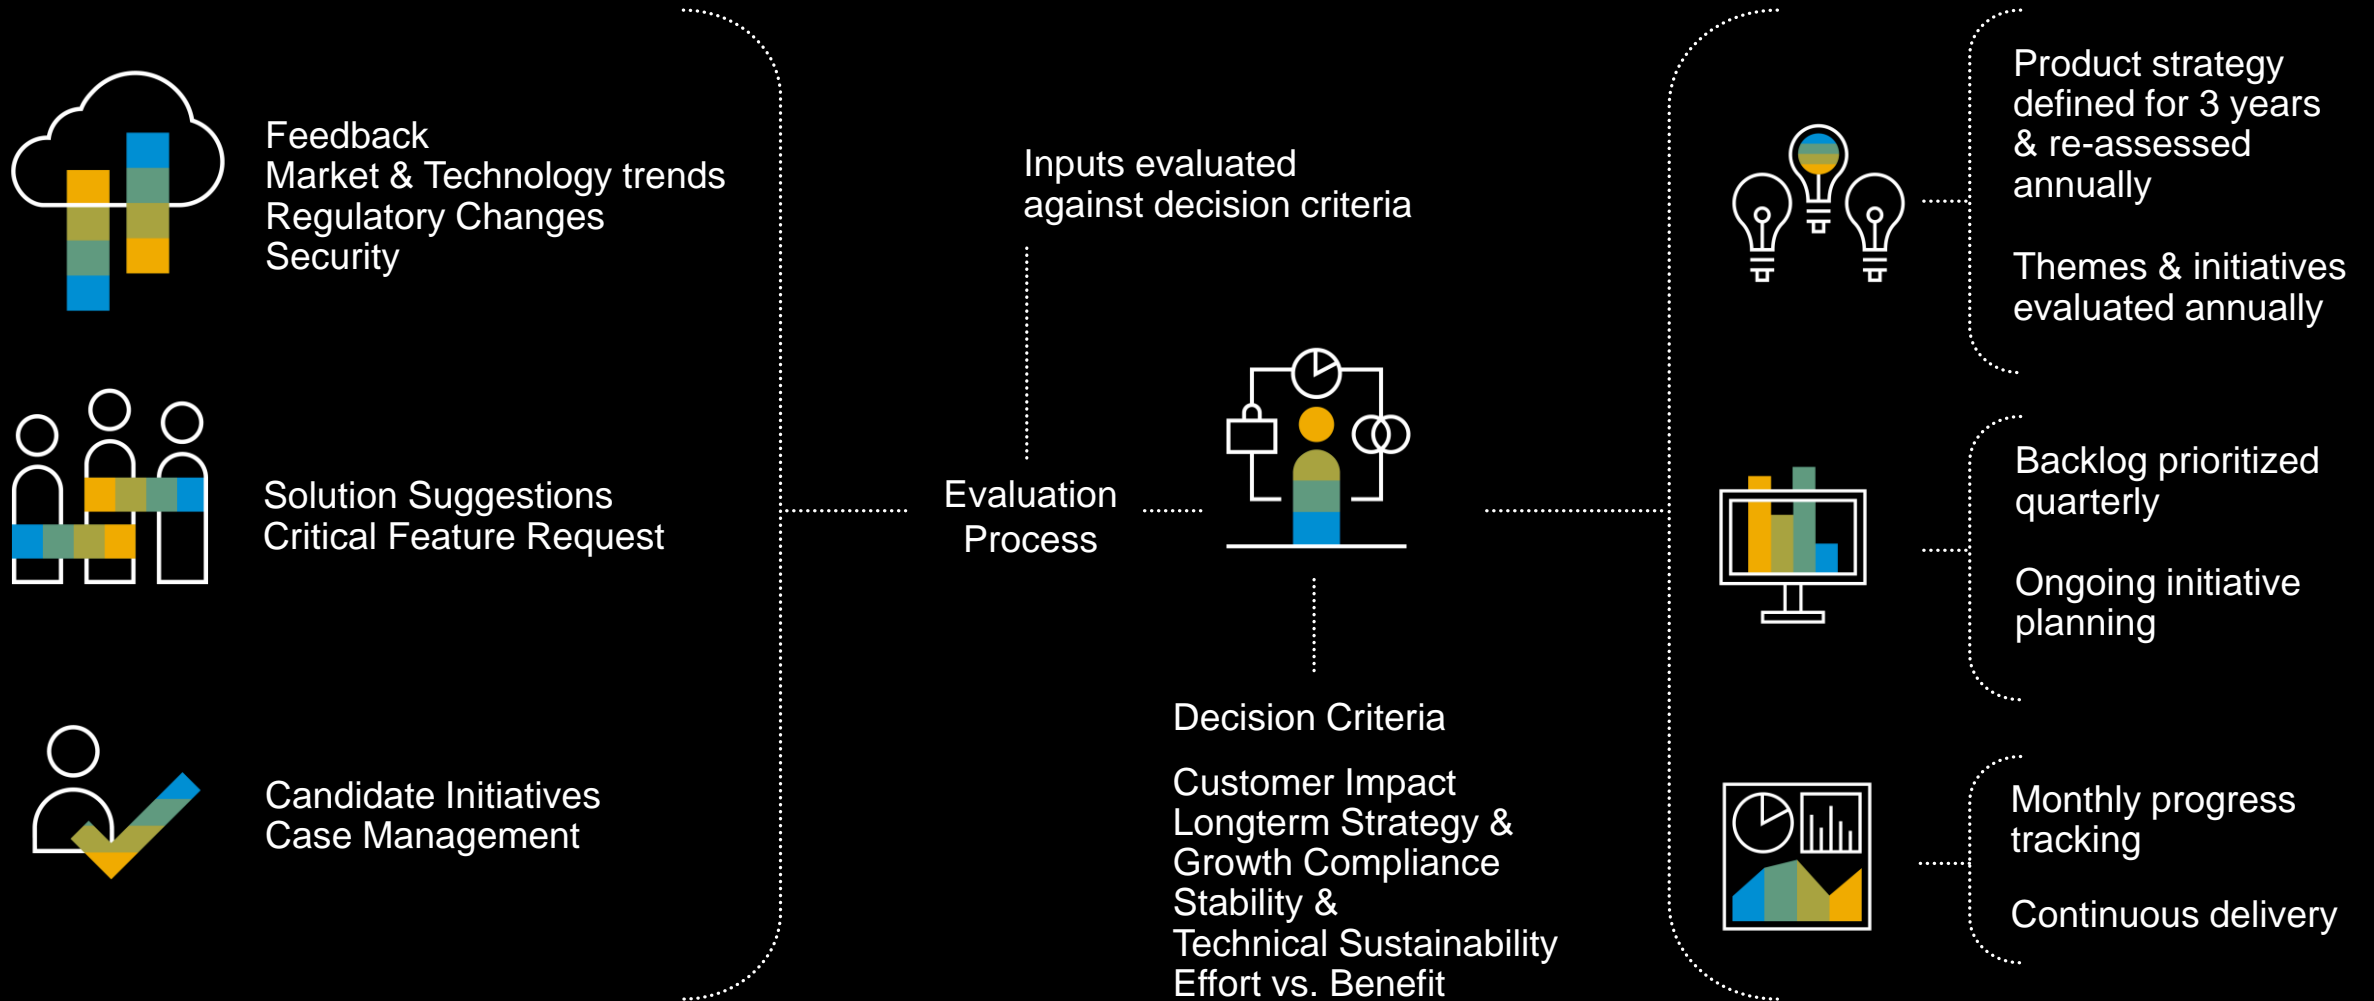 Feedback
Market & Technology trends
Regulatory Changes
Security
Solution Suggestions
Critical Feature Request
Candidate Initiatives
Case Management
Inputs evaluated
against decision criteria
Evaluation
Process
Decision Criteria
Customer Impact
Longterm Strategy &
Growth Compliance
Stability &
Technical Sustainability
Effort vs. Benefit
Product strategy
defined for 3 years
& re-assessed
annually
Themes & initiatives
evaluated annually
Backlog prioritized
quarterly
Ongoing initiative
planning
Monthly progress
tracking
Continuous delivery